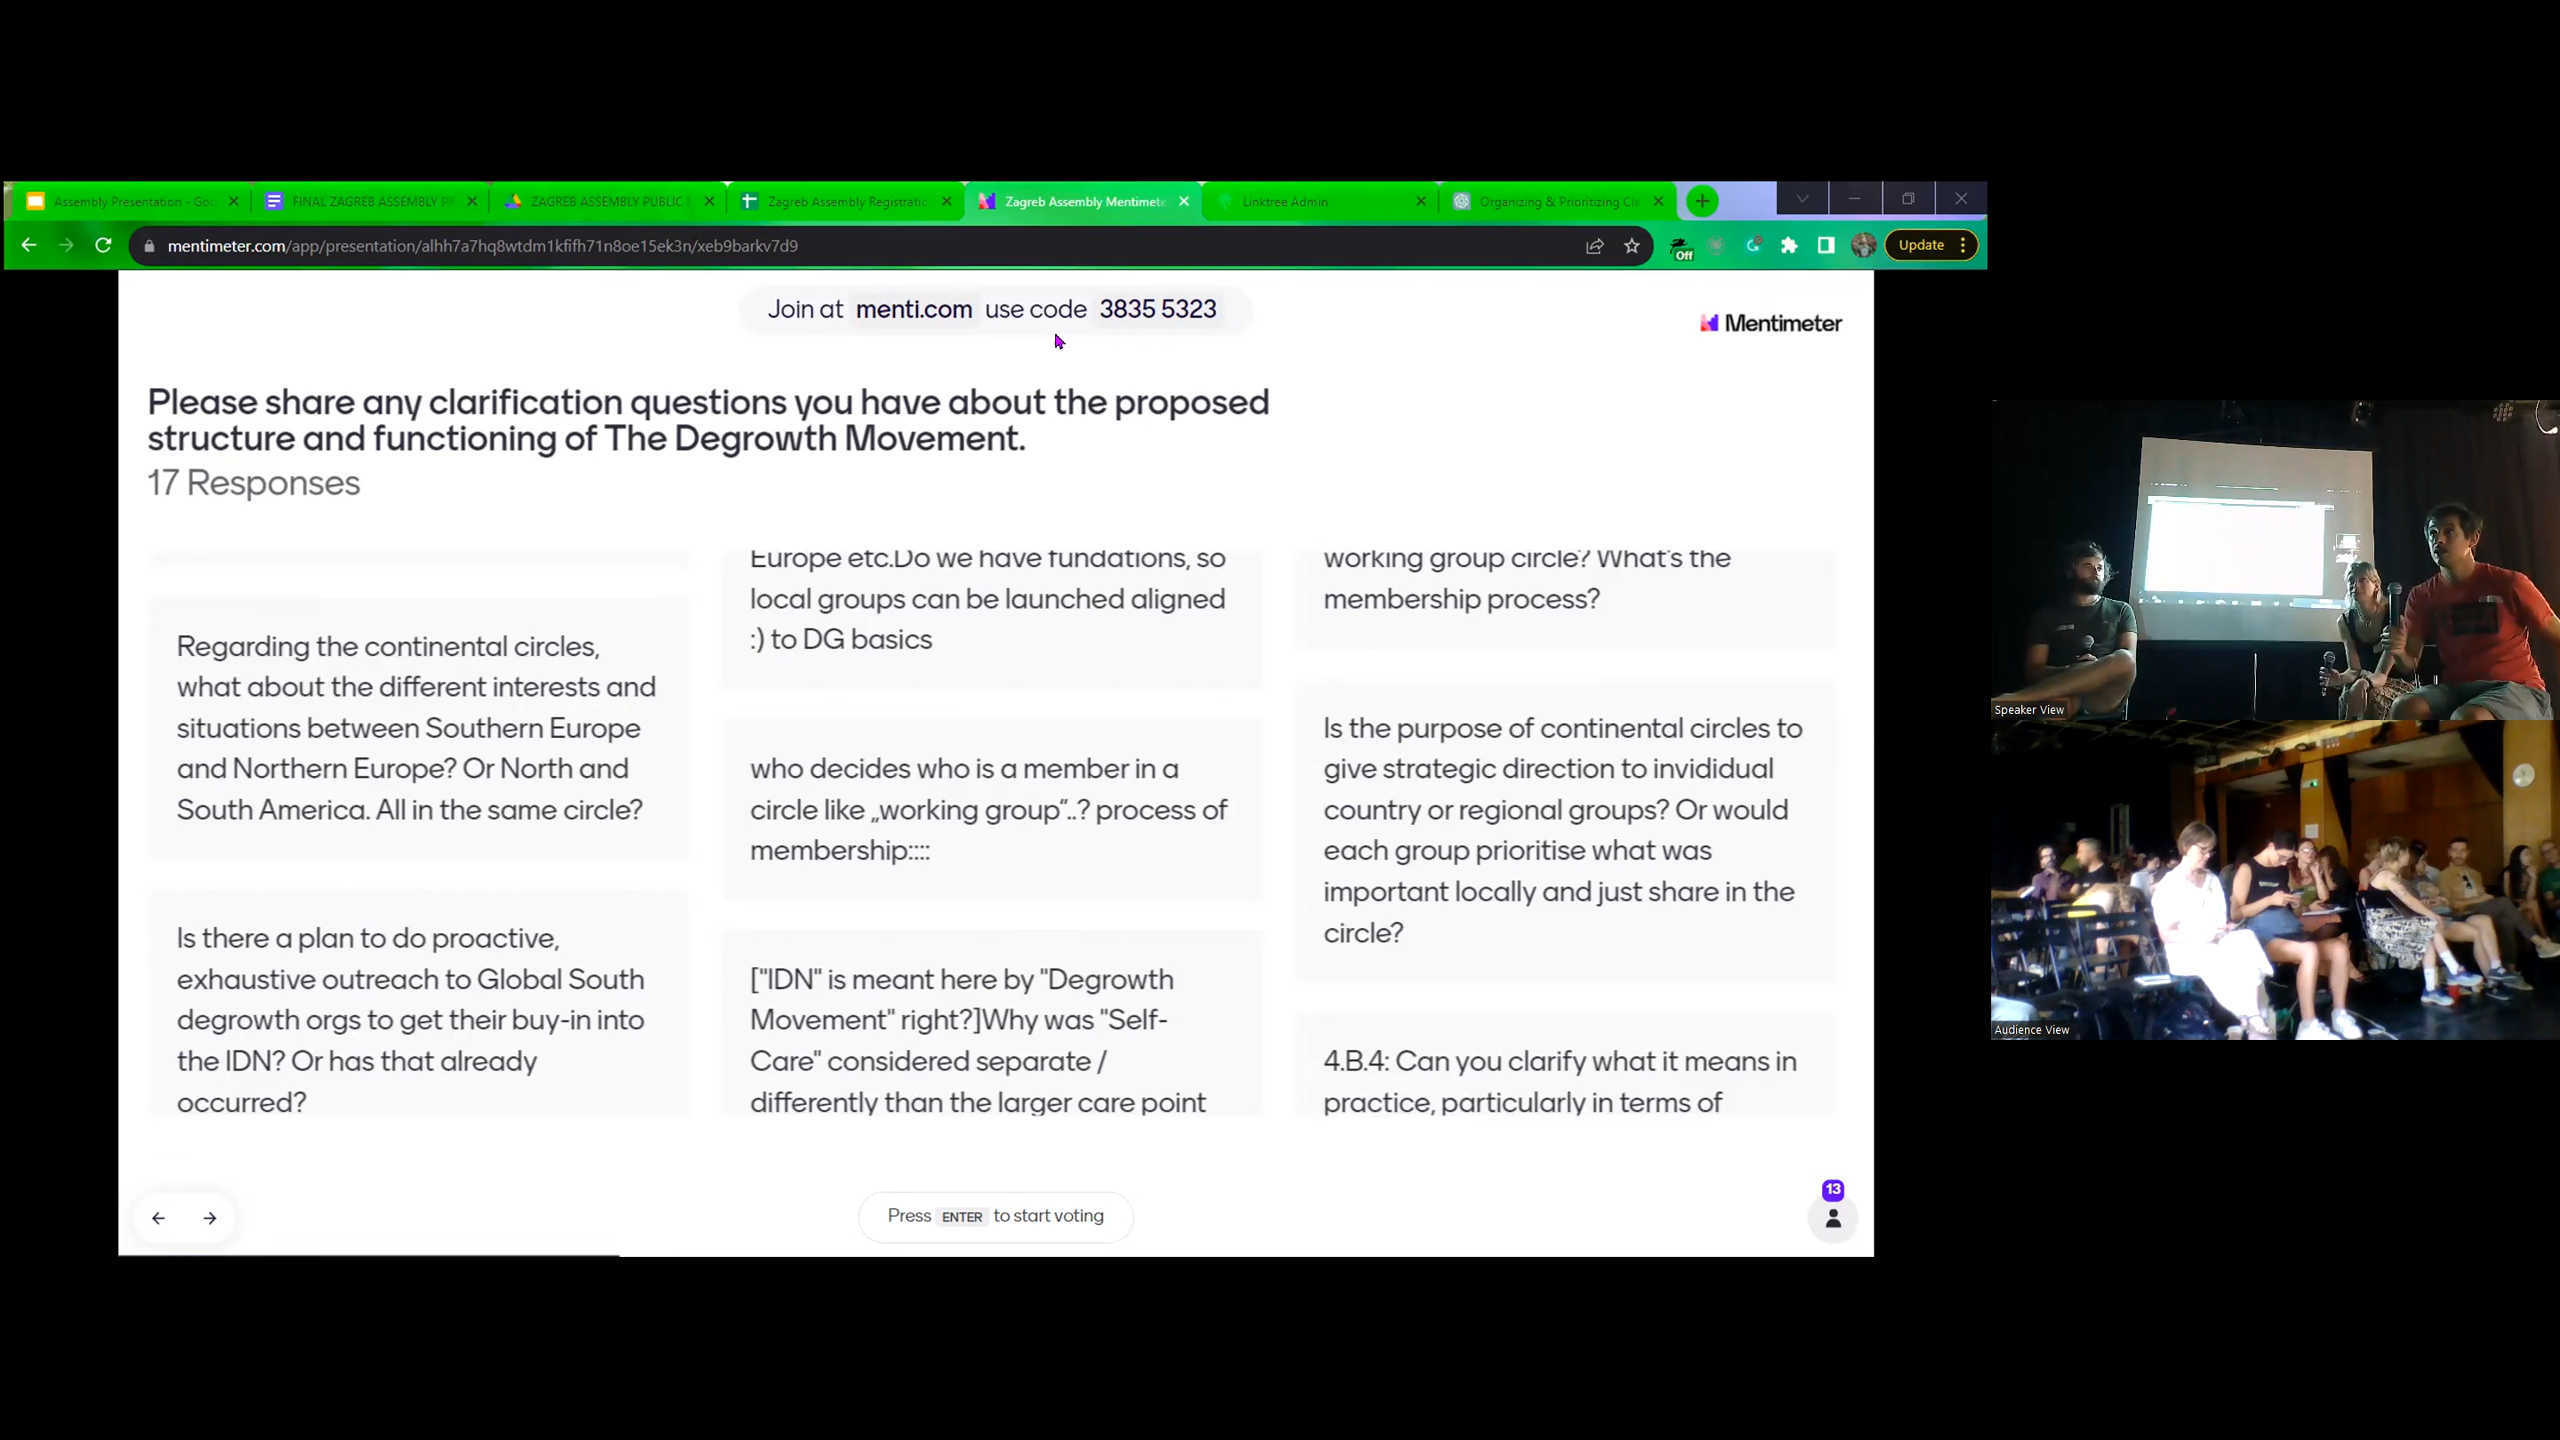 Assembly Presentation - Goo
FINAL ZAGREB ASSEMBLY PR
ZAGREB ASSEMBLY PUBLIC
Zagreb Assembly Registratio
Zagreb Assembly Mentimete
Linktree Admin
Organizing & Prioritizing Cla
mentimeter.com/app/presentation/alhh7a7hq8wtdm1kfifh71n8oe15ek3n/xeb9barkv7d9
Off
Update
Join at menti.com use code 3835 5323
Mentimeter
Please share any clarification questions you have about the proposed
structure and functioning of The Degrowth Movement.
17 Responses
Regarding the continental circles,
what about the different interests and
situations between Southern Europe
and Northern Europe? Or North and
South America. All in the same circle?
Is there a plan to do proactive,
exhaustive outreach to Global South
degrowth orgs to get their buy-in into
the IDN? Or has that already
occurred?
Europe etc.Do we have fundations, so
local groups can be launched aligned
:) to DG basics
who decides who is a member in a
circle like „working group“..? process of
membership::::
["IDN" is meant here by "Degrowth
Movement" right?]Why was "Self-
Care" considered separate /
differently than the larger care point
working group circle? What's the
membership process?
Is the purpose of continental circles to
give strategic direction to invididual
country or regional groups? Or would
each group prioritise what was
important locally and just share in the
circle?
4.B.4: Can you clarify what it means in
practice, particularly in terms of
Press ENTER to start voting
13
Speaker View
Audience View